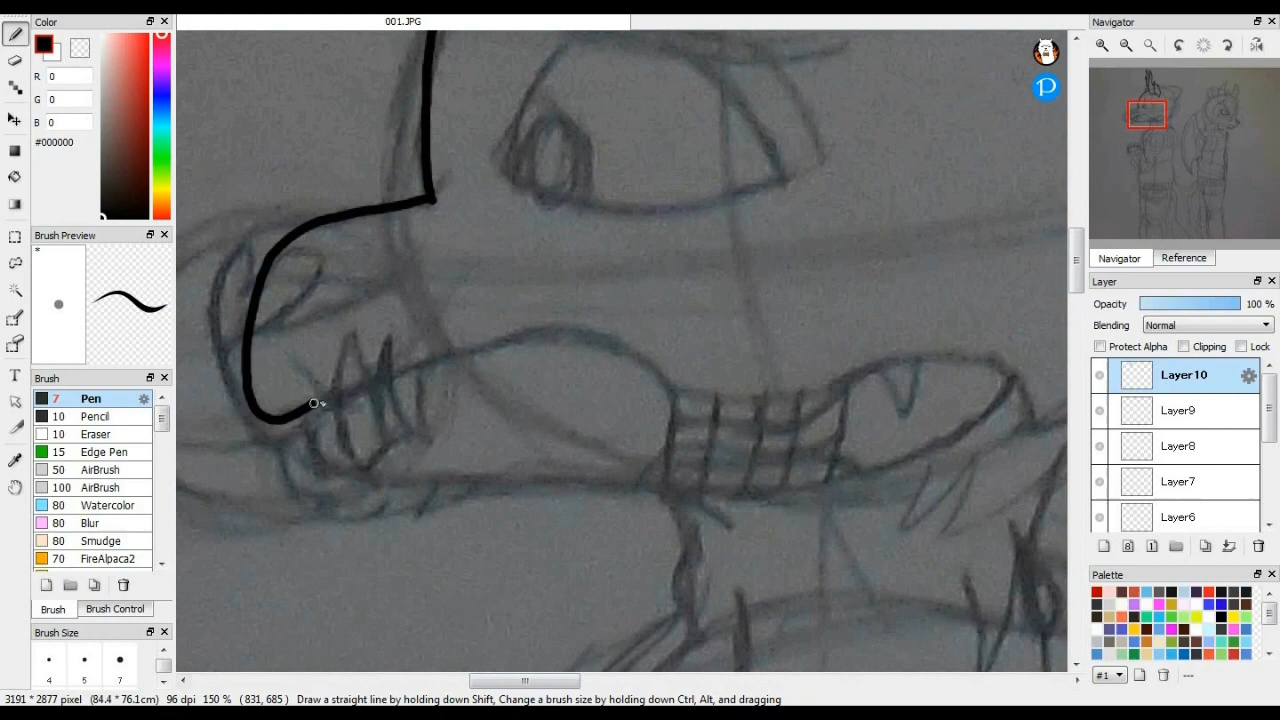 Color
001.JPG
Navigator
R 0
G 0
B 0
#000000
Brush Preview
*
Brush
7 Pen
10 Pencil
10 Eraser
15 Edge Pen
50 AirBrush
100 AirBrush
80 Watercolor
80 Blur
80 Smudge
70 FireAlpaca2
Brush Brush Control
Brush Size
4 5 7
Navigator Reference
Layer
Opacity 100 %
Blending Normal
Protect Alpha Clipping Lock
Layer10
Layer9
Layer8
Layer7
Layer6
Palette
#1 ---
3191 * 2877 pixel (84.4 * 76.1cm) 96 dpi 150 % (831, 685) Draw a straight line by holding down Shift, Change a brush size by holding down Ctrl, Alt, and dragging